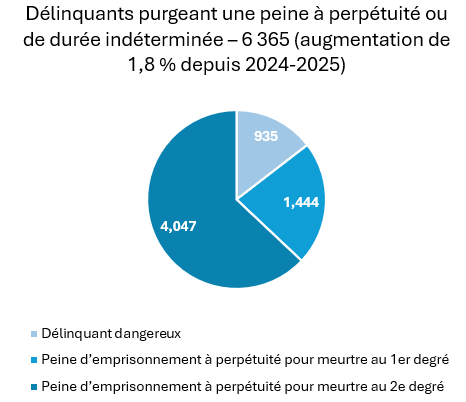 Délinquants purgeant une peine à perpétuité ou
de durée indéterminée – 6 365 (augmentation de
1,8 % depuis 2024-2025)
935
1,444
4,047
Délinquant dangereux
Peine d’emprisonnement à perpétuité pour meurtre au 1er degré
Peine d’emprisonnement à perpétuité pour meurtre au 2e degré